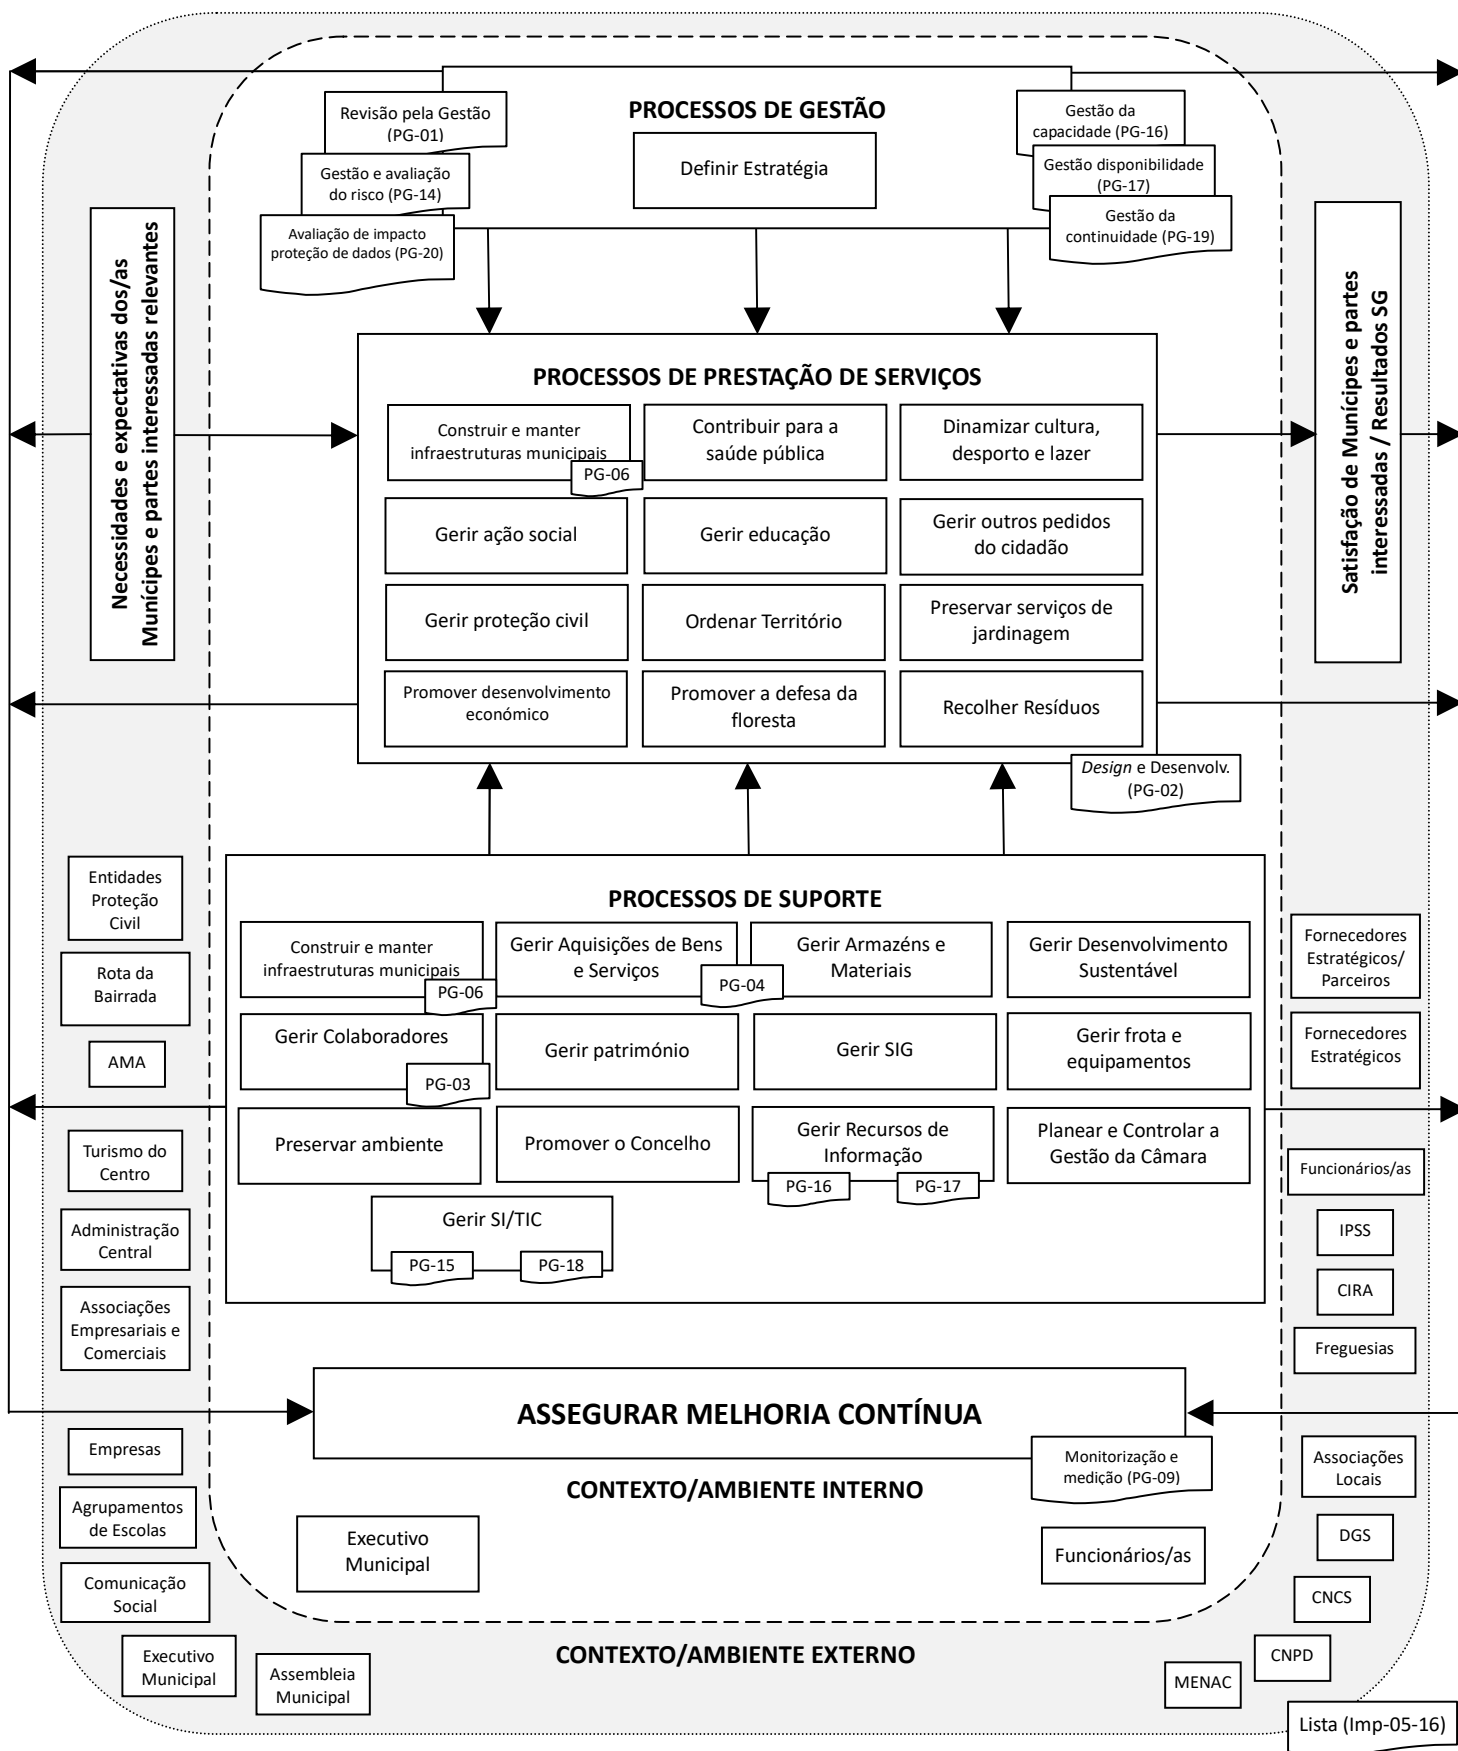 PROCESSOS DE GESTÃO
Revisão pela Gestão
(PG-01)
Gestão e avaliação
do risco (PG-14)
Avaliação de impacto
proteção de dados (PG-20)
Definir Estratégia
Gestão da
capacidade (PG-16)
Gestão disponibilidade
(PG-17)
Gestão da
continuidade (PG-19)
Necessidades e expectativas dos/as
Munícipes e partes interessadas relevantes
Satisfação de Munícipes e partes
interessadas / Resultados SG
PROCESSOS DE PRESTAÇÃO DE SERVIÇOS
Construir e manter
infraestruturas municipais
PG-06
Contribuir para a
saúde pública
Dinamizar cultura,
desporto e lazer
Gerir ação social
Gerir educação
Gerir outros pedidos
do cidadão
Gerir proteção civil
Ordenar Território
Preservar serviços de
jardinagem
Promover desenvolvimento
económico
Promover a defesa da
floresta
Recolher Resíduos
Design e Desenvolv.
(PG-02)
PROCESSOS DE SUPORTE
Construir e manter
infraestruturas municipais
PG-06
Gerir Aquisições de Bens
e Serviços
PG-04
Gerir Armazéns e
Materiais
Gerir Desenvolvimento
Sustentável
Gerir Colaboradores
PG-03
Gerir património
Gerir SIG
Gerir frota e
equipamentos
Preservar ambiente
Promover o Concelho
Gerir Recursos de
Informação
PG-16
PG-17
Planear e Controlar a
Gestão da Câmara
Gerir SI/TIC
PG-15
PG-18
Entidades
Proteção
Civil
Rota da
Bairrada
AMA
Turismo do
Centro
Administração
Central
Associações
Empresariais e
Comerciais
Empresas
Agrupamentos
de Escolas
Comunicação
Social
Executivo
Municipal
Assembleia
Municipal
Fornecedores
Estratégicos/
Parceiros
Fornecedores
Estratégicos
Funcionários/as
IPSS
CIRA
Freguesias
Associações
Locais
DGS
CNCS
CNPD
MENAC
ASSEGURAR MELHORIA CONTÍNUA
Monitorização e
medição (PG-09)
CONTEXTO/AMBIENTE INTERNO
Executivo
Municipal
Funcionários/as
CONTEXTO/AMBIENTE EXTERNO
Lista (Imp-05-16)